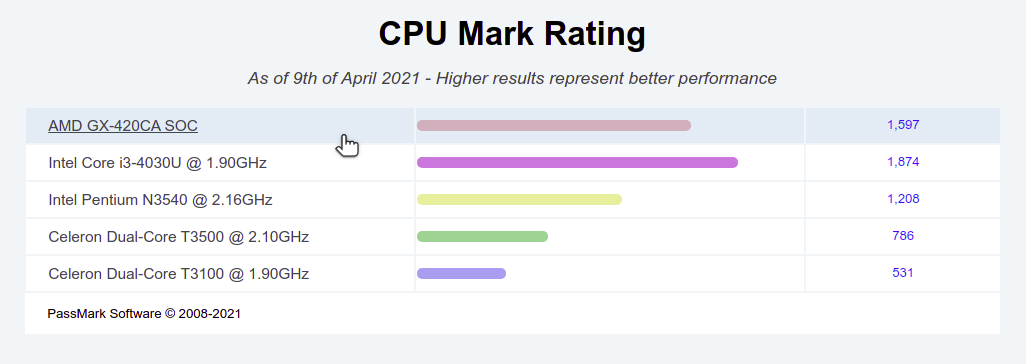 CPU Mark Rating
As of 9th of April 2021 - Higher results represent better performance
AMD GX-420CA SOC 1,597
Intel Core i3-4030U @ 1.90GHz 1,874
Intel Pentium N3540 @ 2.16GHz 1,208
Celeron Dual-Core T3500 @ 2.10GHz 786
Celeron Dual-Core T3100 @ 1.90GHz 531
PassMark Software © 2008-2021